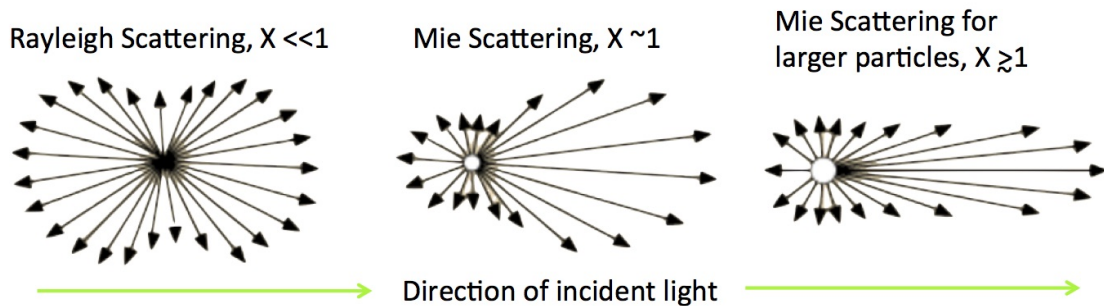 Rayleigh Scattering, X <<1
Mie Scattering, X ~1
Mie Scattering for
larger particles, X ≳1
Direction of incident light